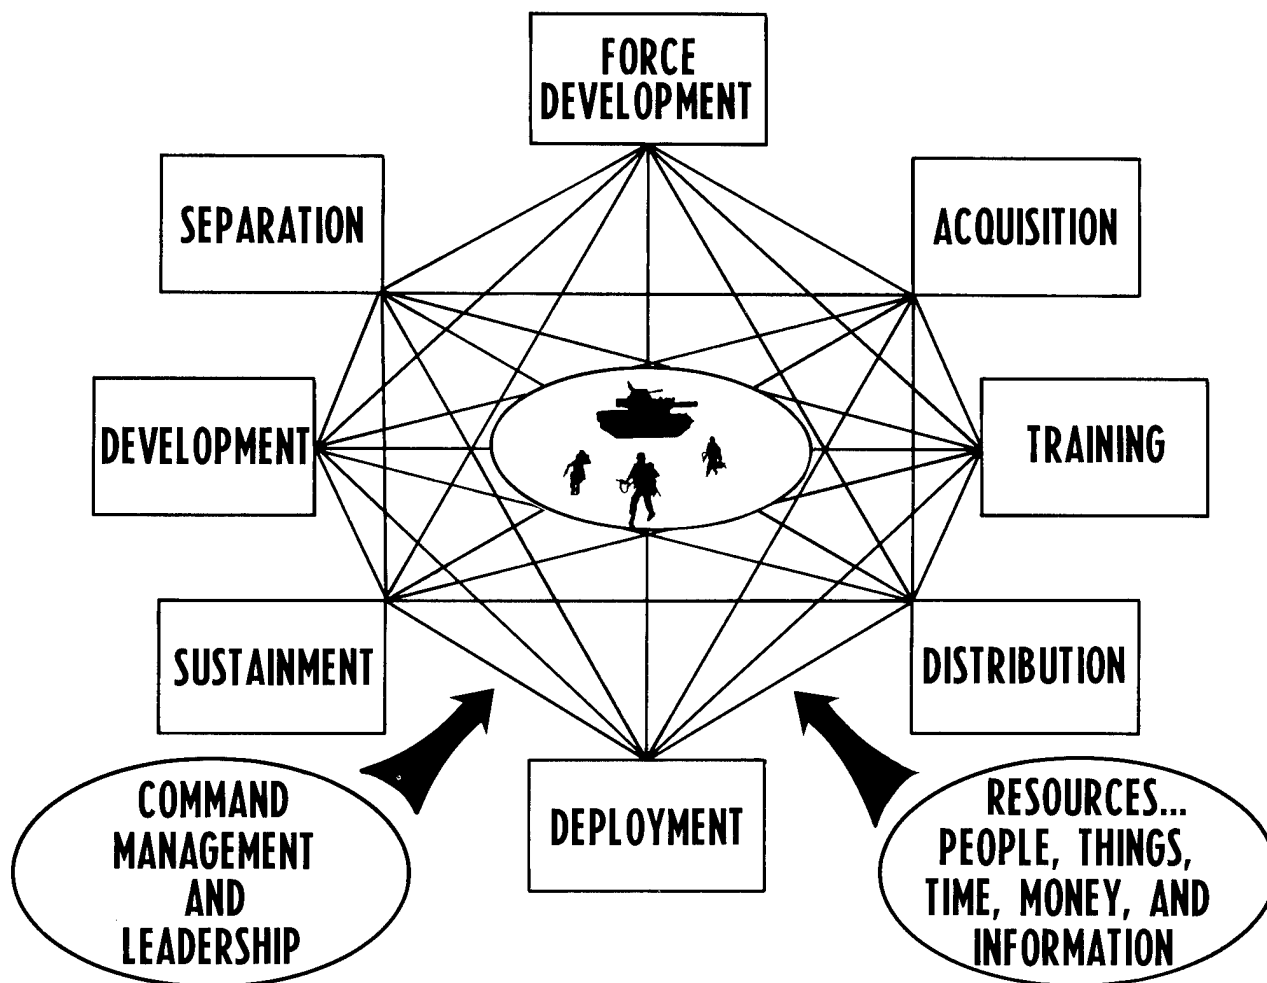 FORCE
DEVELOPMENT
SEPARATION
ACQUISITION
DEVELOPMENT
TRAINING
SUSTAINMENT
DISTRIBUTION
DEPLOYMENT
COMMAND
MANAGEMENT
AND
LEADERSHIP
RESOURCES...
PEOPLE, THINGS,
TIME, MONEY, AND
INFORMATION